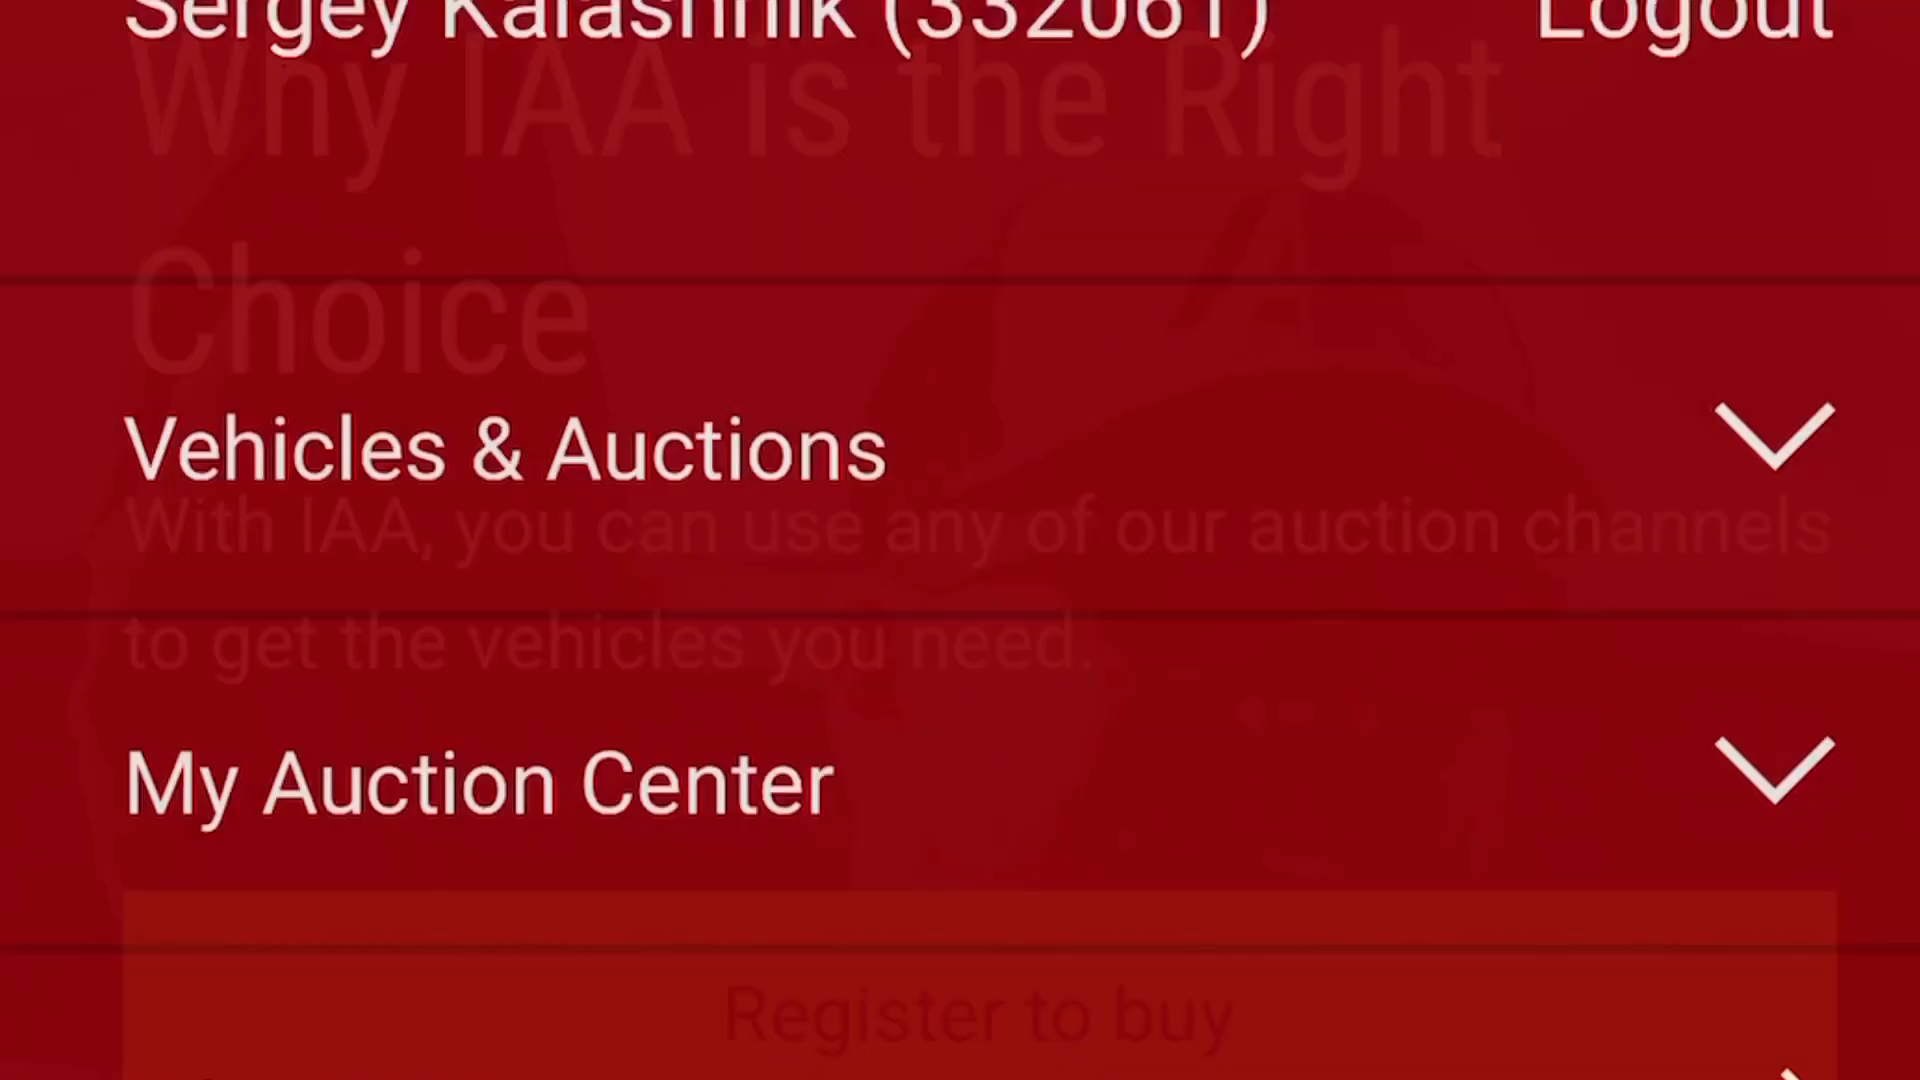 Sergey Kalashnik (332061) Logout
Why IAA is the Right
Choice
Vehicles & Auctions
With IAA, you can use any of our auction channels
to get the vehicles you need.
My Auction Center
Register to buy